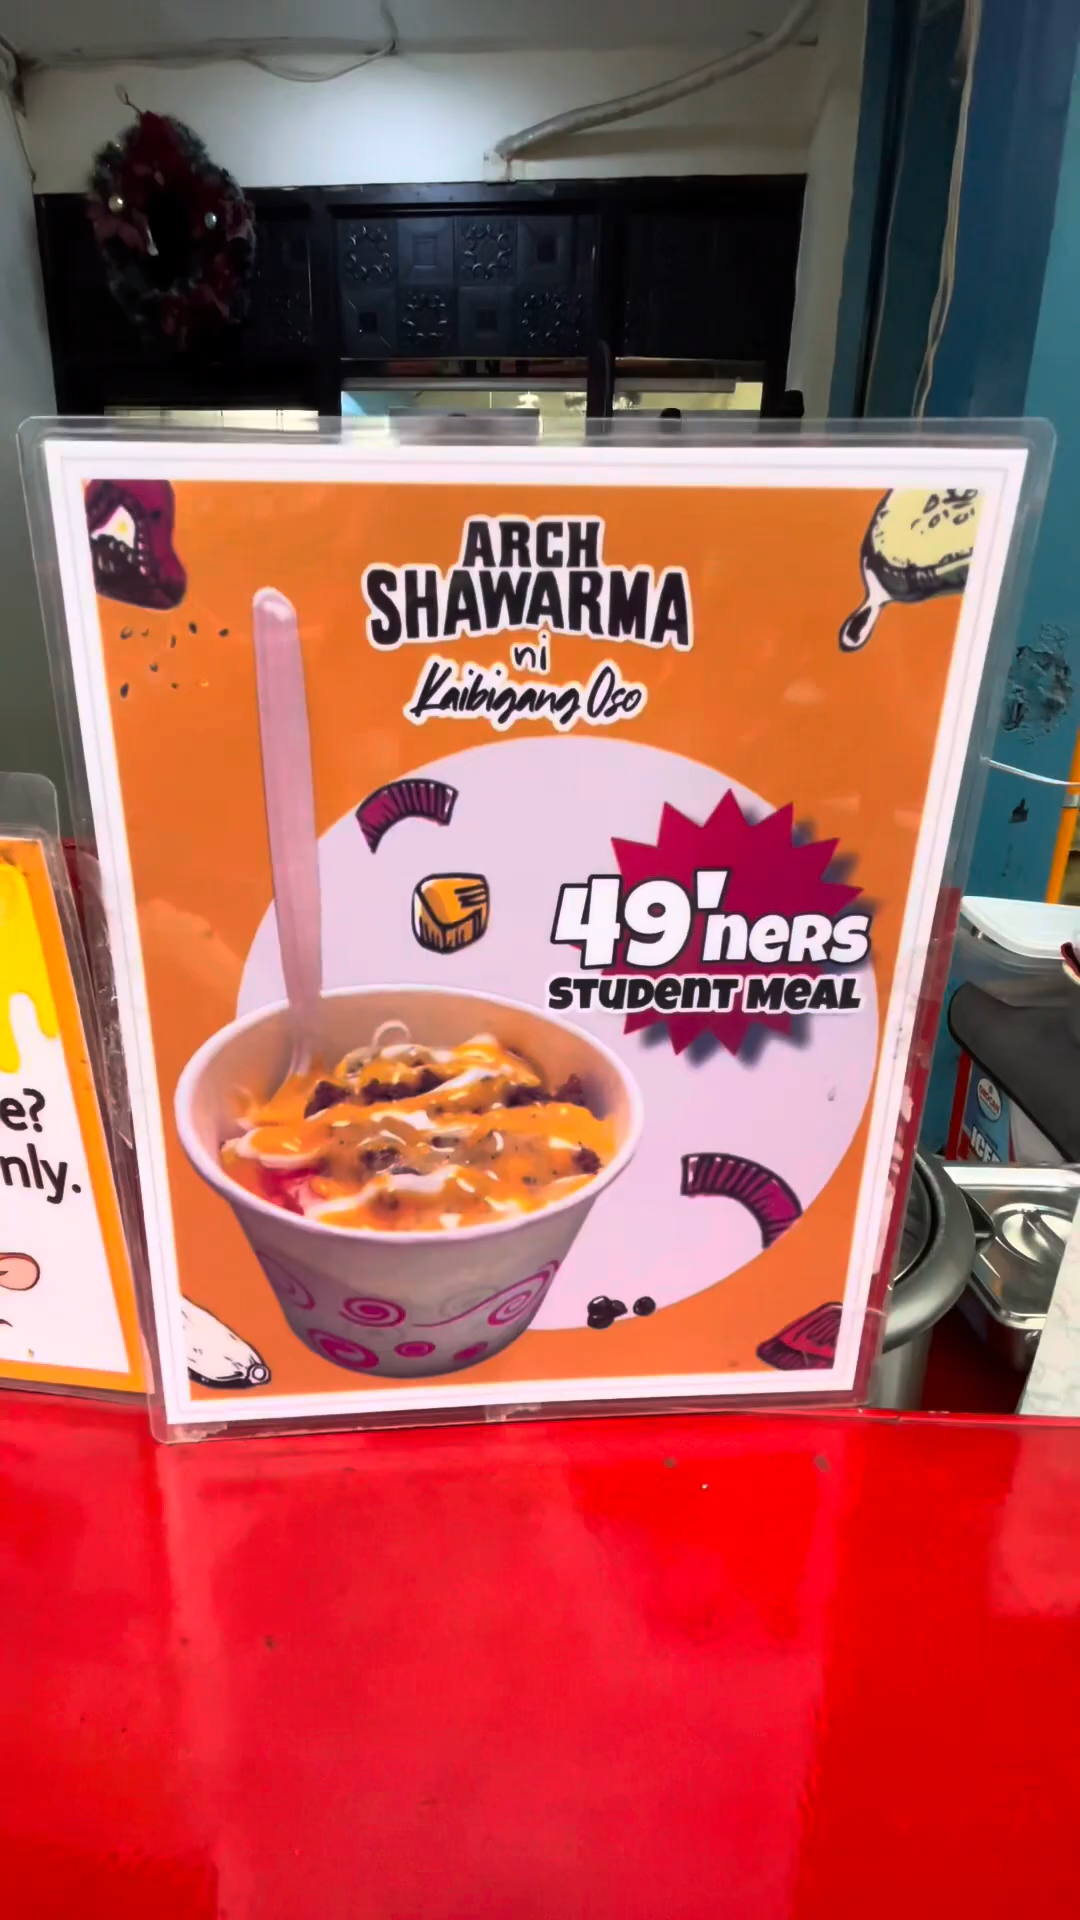 ARCH
SHAWARMA
ni
Kaibigang Oso
49'ners
STUDENT MEAL
e?
nly.